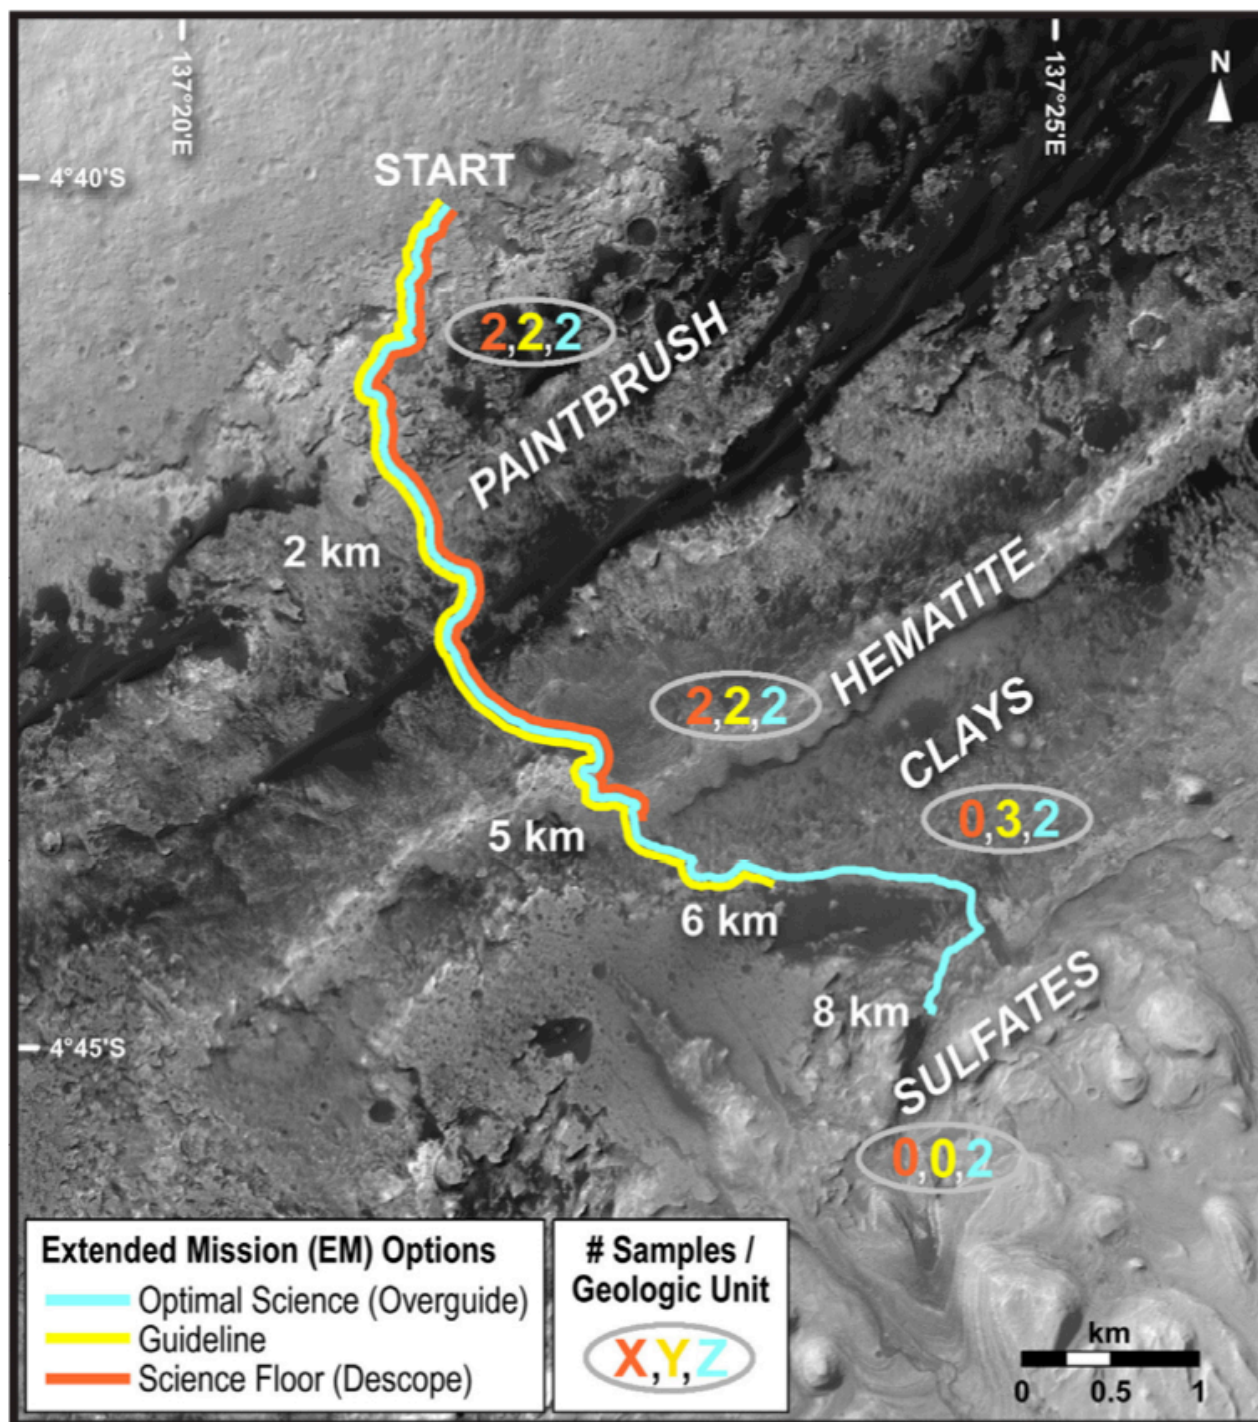 137°20'E
137°25'E
N
4°40'S
START
2,2,2
PAINTBRUSH
2 km
HEMATITE
2,2,2
CLAYS
0,3,2
5 km
6 km
8 km
SULFATES
4°45'S
0,0,2
Extended Mission (EM) Options
Optimal Science (Overguide)
Guideline
Science Floor (Descope)
# Samples /
Geologic Unit
X,Y,Z
km
0 0.5 1